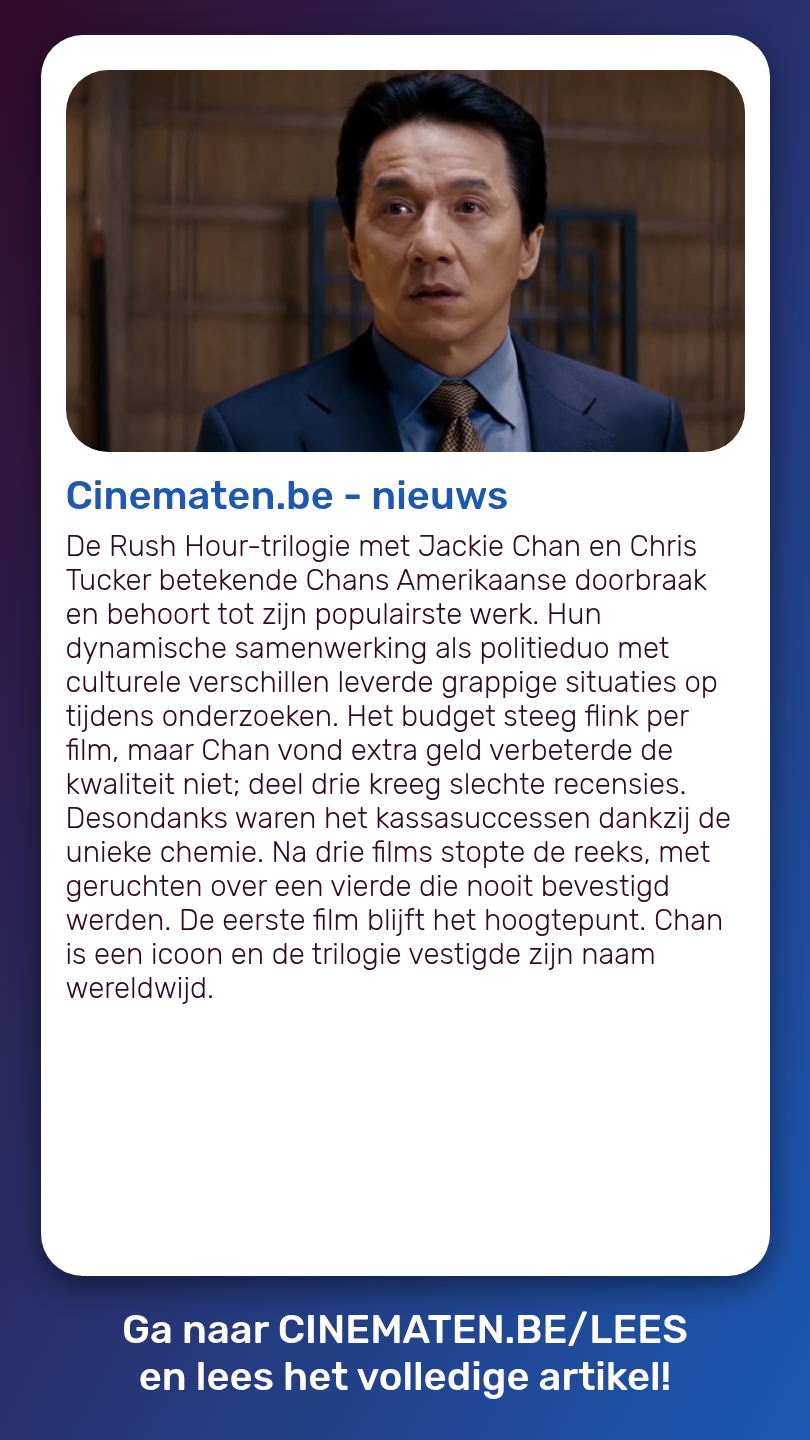 Cinematen.be - nieuws
De Rush Hour-trilogie met Jackie Chan en Chris
Tucker betekende Chans Amerikaanse doorbraak
en behoort tot zijn populairste werk. Hun
dynamische samenwerking als politieduo met
culturele verschillen leverde grappige situaties op
tijdens onderzoeken. Het budget steeg flink per
film, maar Chan vond extra geld verbeterde de
kwaliteit niet; deel drie kreeg slechte recensies.
Desondanks waren het kassasuccessen dankzij de
unieke chemie. Na drie films stopte de reeks, met
geruchten over een vierde die nooit bevestigd
werden. De eerste film blijft het hoogtepunt. Chan
is een icoon en de trilogie vestigde zijn naam
wereldwijd.
Ga naar CINEMATEN.BE/LEES
en lees het volledige artikel!